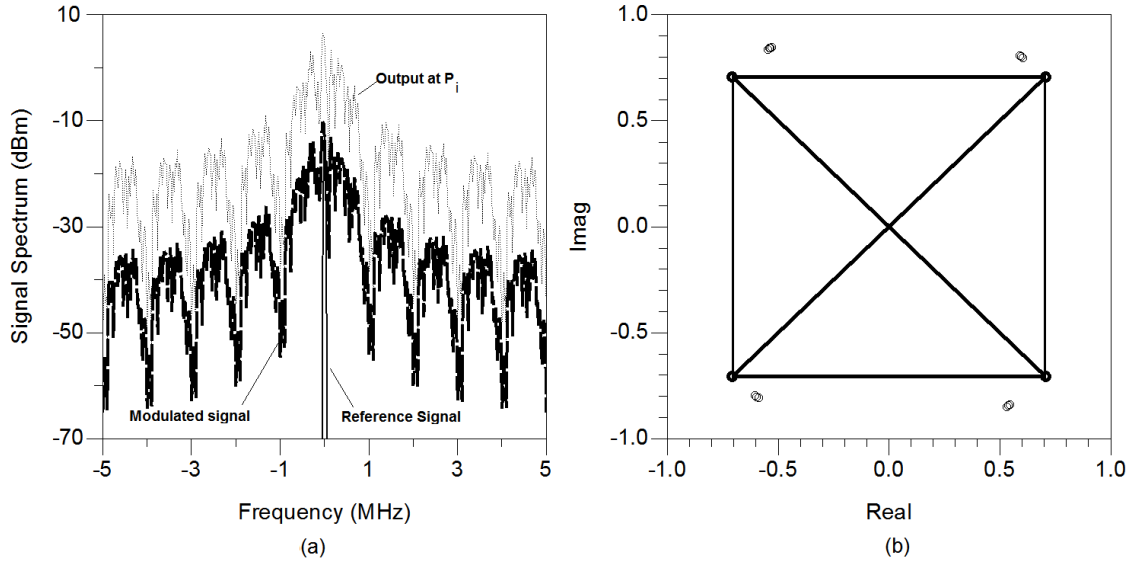 10
-10
-30
-50
-70
Signal Spectrum (dBm)
Output at Pi
Modulated signal
Reference Signal
-5
-3
-1
1
3
5
Frequency (MHz)
(a)
1.0
0.5
0.0
-0.5
-1.0
Imag
-1.0
-0.5
0.0
0.5
1.0
Real
(b)